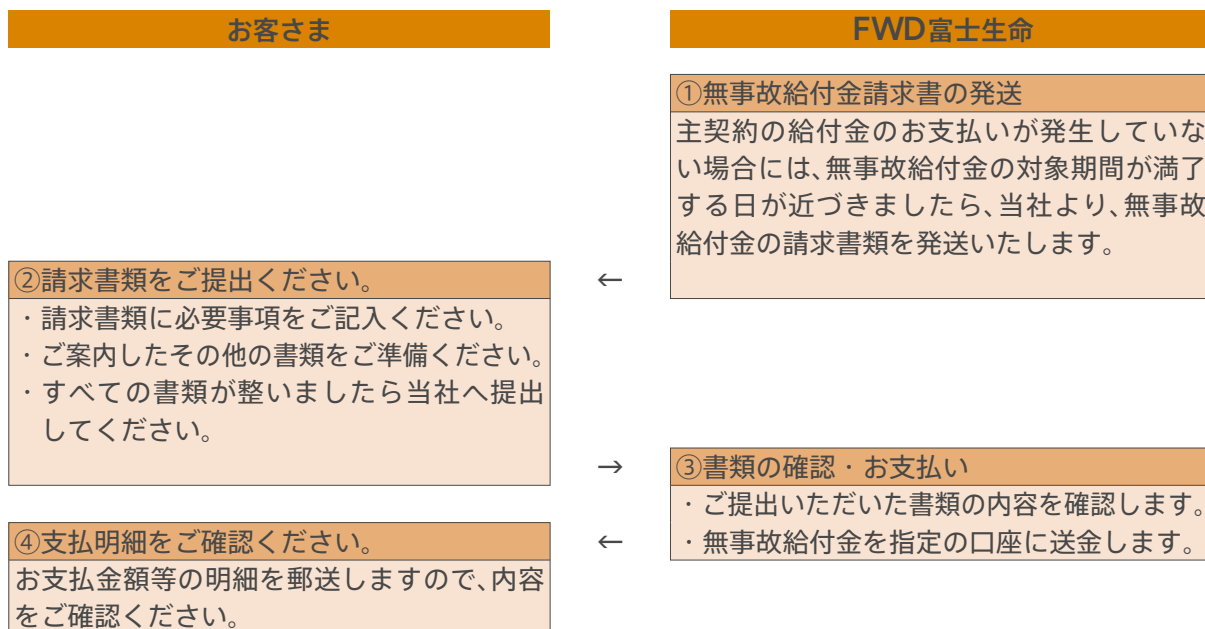 お客さま
FWD富士生命
①無事故給付金請求書の発送
主契約の給付金のお支払いが発生していな
い場合には、無事故給付金の対象期間が満了
する日が近づきましたら、当社より、無事故
給付金の請求書類を発送いたします。
←
②請求書類をご提出ください。
・請求書類に必要事項をご記入ください。
・ご案内したその他の書類をご準備ください。
・すべての書類が整いましたら当社へ提出
してください。
→
③書類の確認・お支払い
・ご提出いただいた書類の内容を確認します。
・無事故給付金を指定の口座に送金します。
←
④支払明細をご確認ください。
お支払金額等の明細を郵送しますので、内容
をご確認ください。